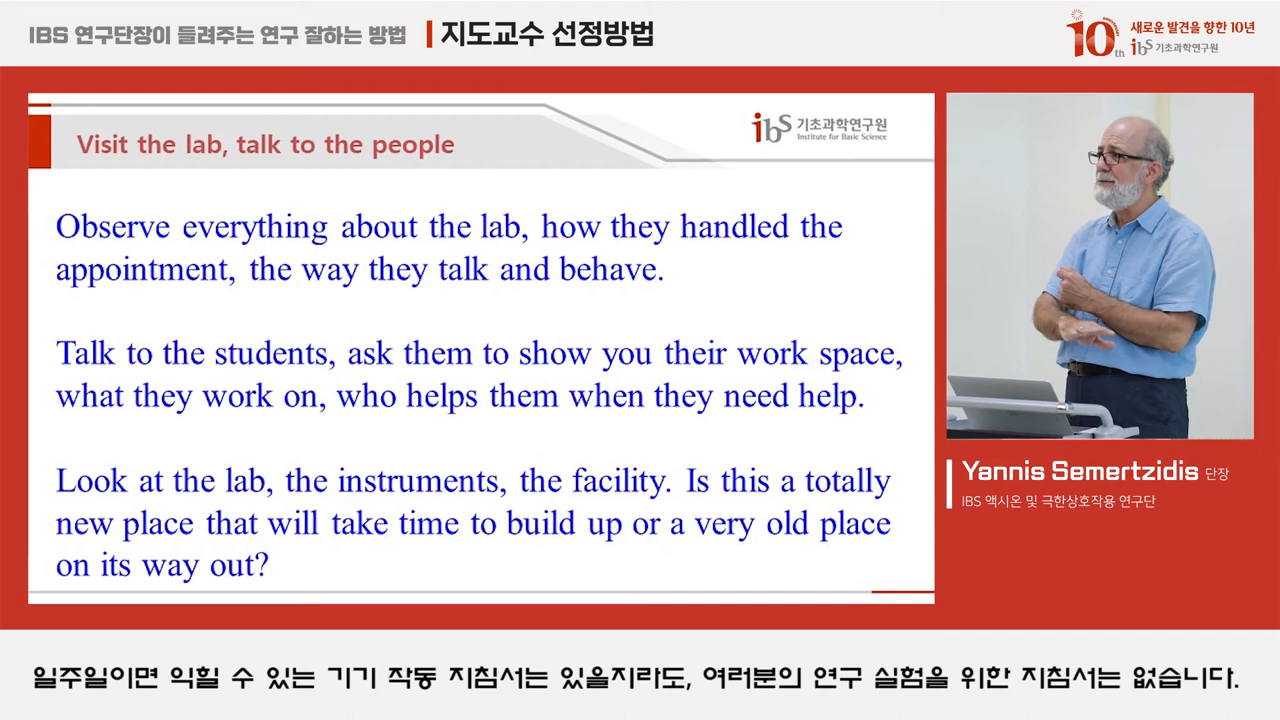 IBS 연구단장이 들려주는 연구 잘하는 방법 지도교수 선정방법
10th 새로운 발견을 향한 10년
ibS 기초과학연구원
Visit the lab, talk to the people
ibS 기초과학연구원
Institute for Basic Science
Observe everything about the lab, how they handled the
appointment, the way they talk and behave.
Talk to the students, ask them to show you their work space,
what they work on, who helps them when they need help.
Look at the lab, the instruments, the facility. Is this a totally
new place that will take time to build up or a very old place
on its way out?
Yannis Semertzidis 단장
IBS 액시온 및 극한상호작용 연구단
일주일이면 익힐 수 있는 기기 작동 지침서는 있을지라도, 여러분의 연구 실험을 위한 지침서는 없습니다.